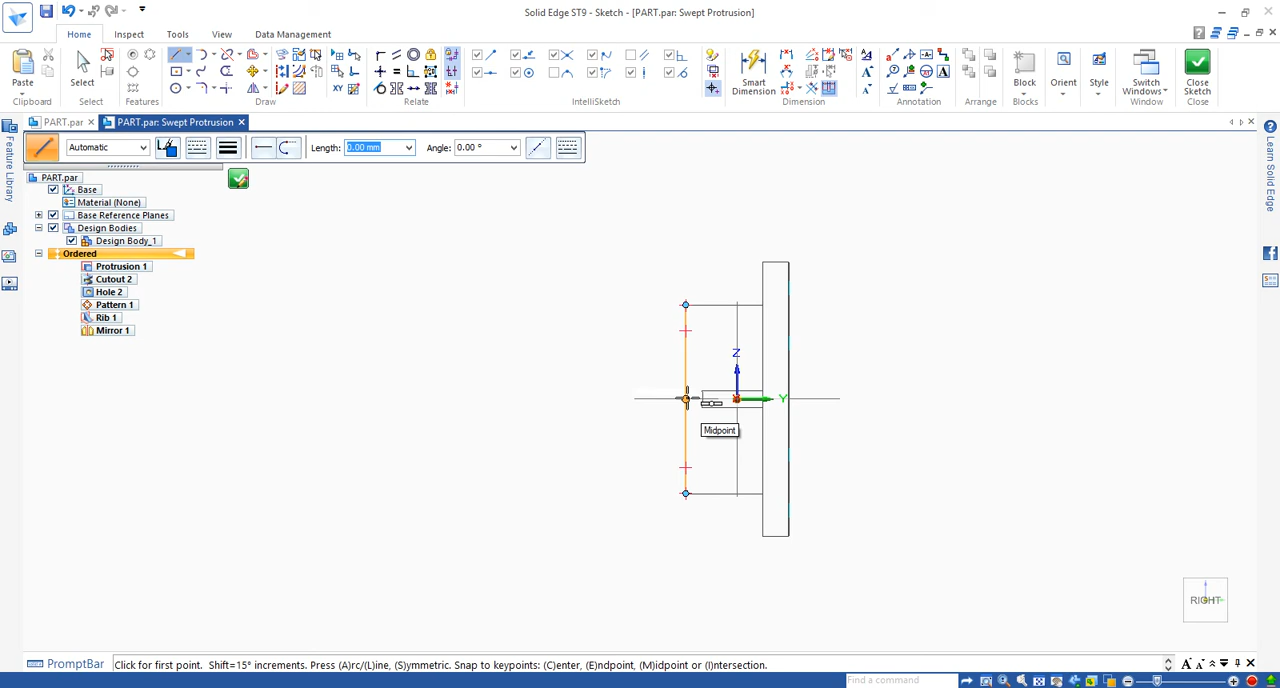 Solid Edge ST9 - Sketch - [PART.par: Swept Protrusion]
Home
Inspect
Tools
View
Data Management
Paste
Clipboard
Select
Select
Features
Draw
XY
Relate
IntelliSketch
Smart
Dimension
Dimension
Annotation
Arrange
Block
Blocks
Orient
Style
Switch
Windows
Window
Close
Sketch
Close
PART.par
PART.par: Swept Protrusion
Automatic
Length:
0.00 mm
Angle:
0.00 °
Feature Library
Learn Solid Edge
PART.par
Base
Material (None)
Base Reference Planes
Design Bodies
Design Body_1
Ordered
Protrusion 1
Cutout 2
Hole 2
Pattern 1
Rib 1
Mirror 1
Z
Y
Midpoint
RIGHT
PromptBar
Click for first point. Shift=15° increments. Press (A)rc/(L)ine, (S)ymmetric. Snap to keypoints: (C)enter, (E)ndpoint, (M)idpoint or (I)ntersection.
Find a command